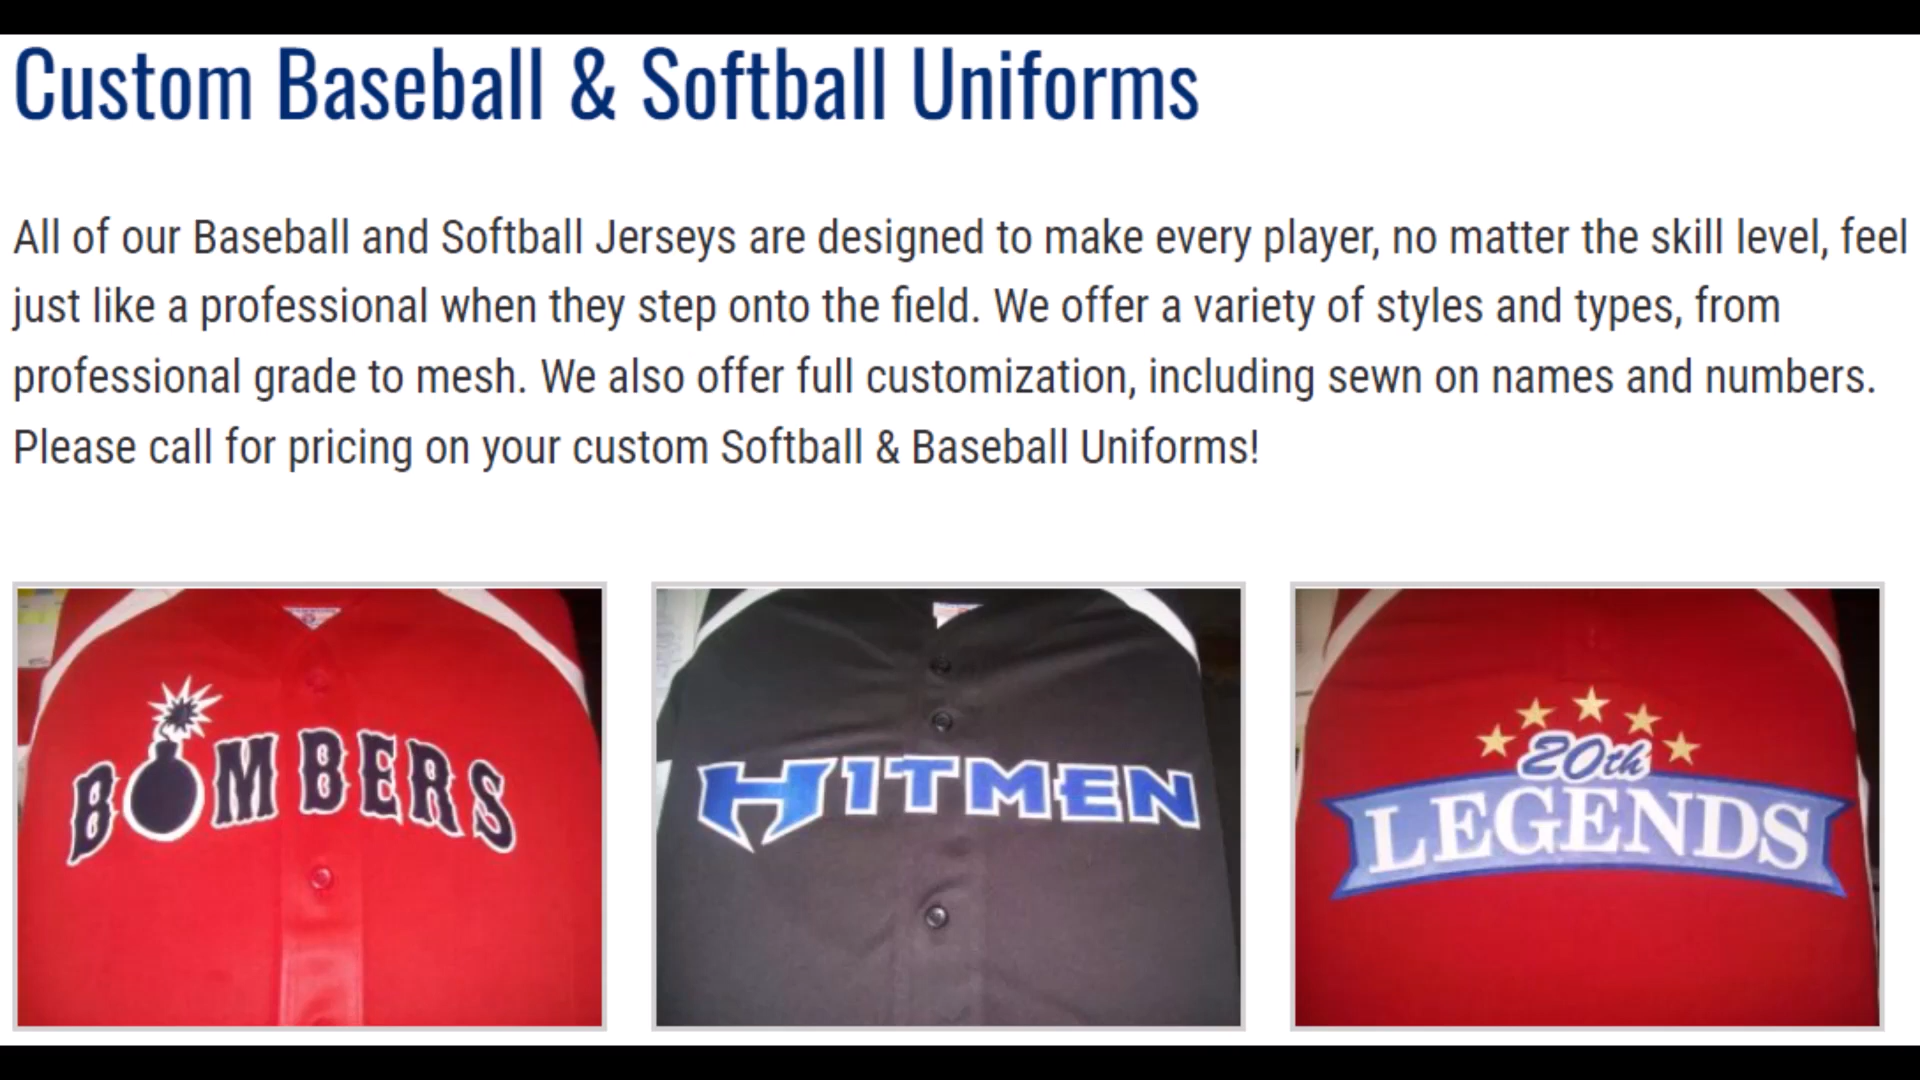 Custom Baseball & Softball Uniforms
All of our Baseball and Softball Jerseys are designed to make every player, no matter the skill level, feel
just like a professional when they step onto the field. We offer a variety of styles and types, from
professional grade to mesh. We also offer full customization, including sewn on names and numbers.
Please call for pricing on your custom Softball & Baseball Uniforms!
BOMBERS
HITMEN
20th
LEGENDS